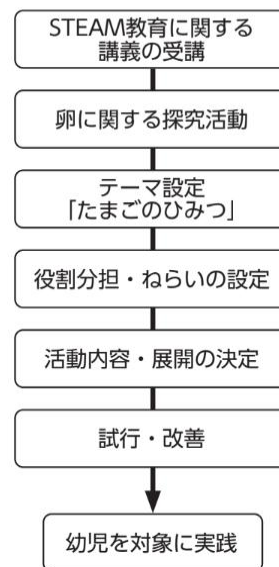 STEAM教育に関する
講義の受講
卵に関する探究活動
テーマ設定
「たまごのひみつ」
役割分担・ねらいの設定
活動内容・展開の決定
試行・改善
幼児を対象に実践